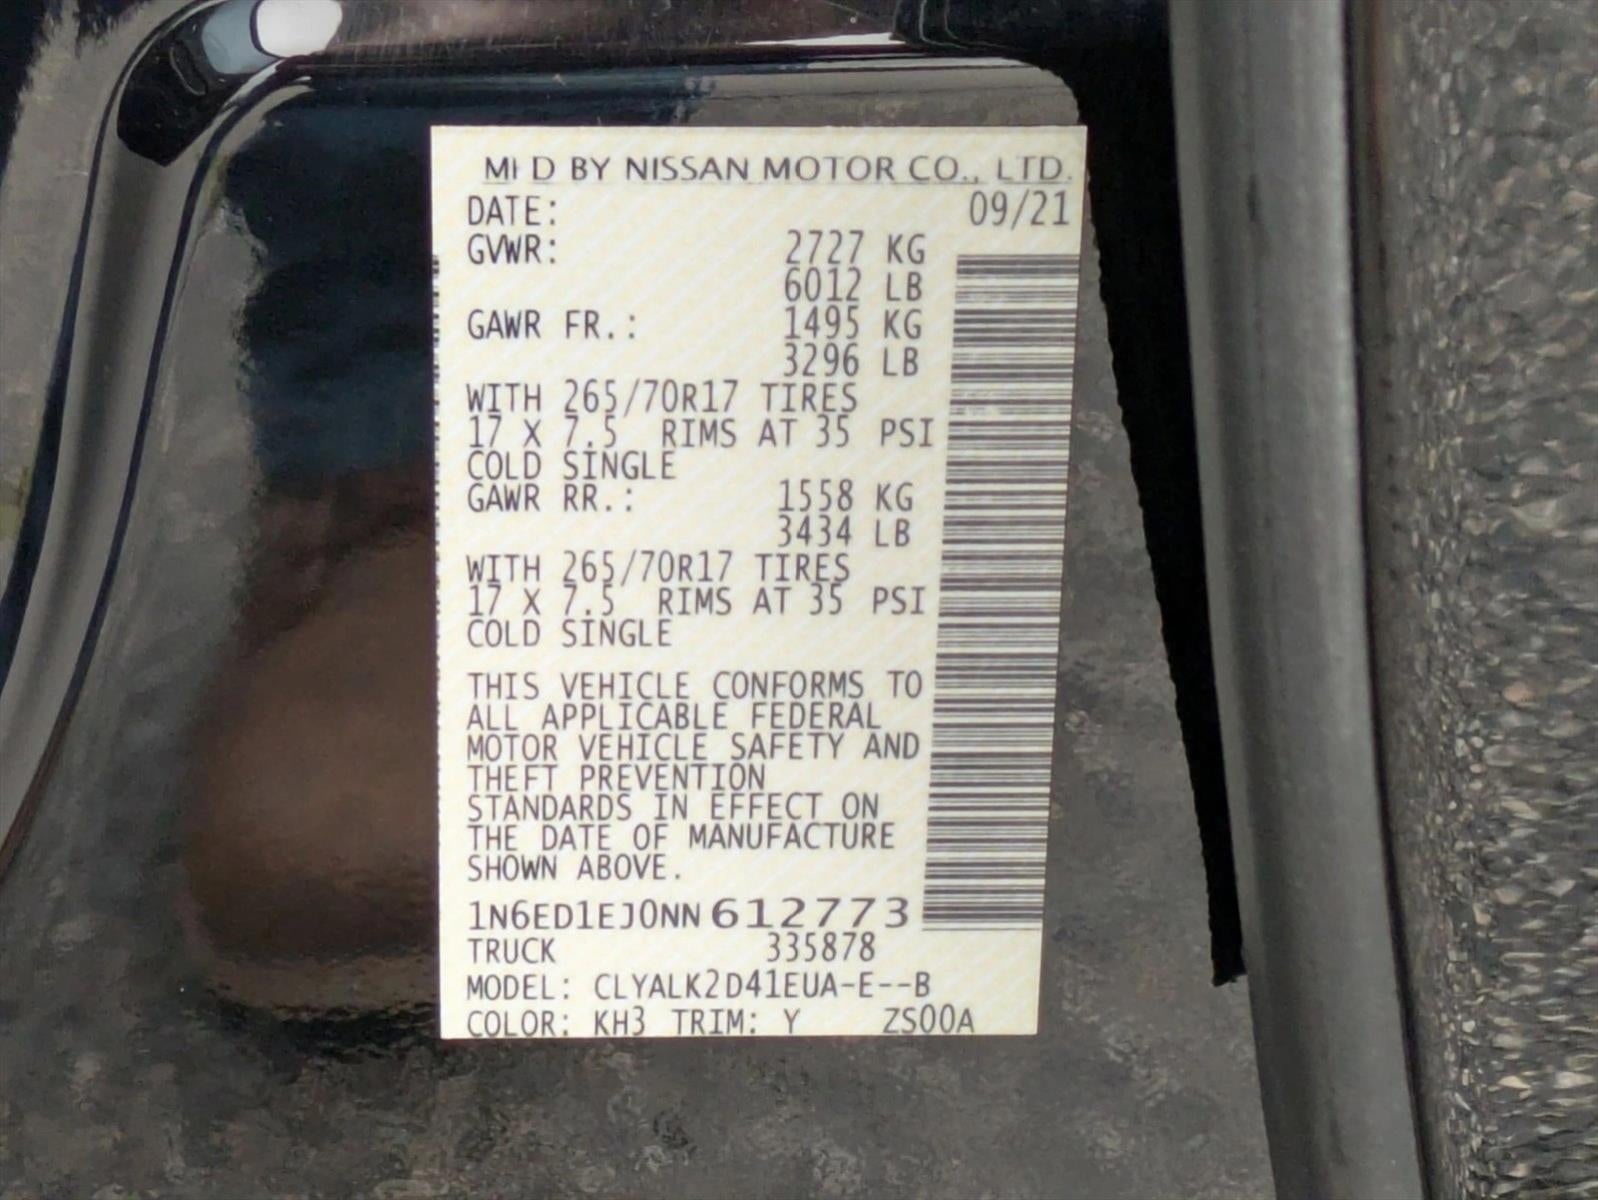 MFD BY NISSAN MOTOR CO., LTD.
DATE: 09/21
GVWR: 2727 KG
6012 LB
GAWR FR.: 1495 KG
3296 LB
WITH 265/70R17 TIRES
17 X 7.5 RIMS AT 35 PSI
COLD SINGLE
GAWR RR.: 1558 KG
3434 LB
WITH 265/70R17 TIRES
17 X 7.5 RIMS AT 35 PSI
COLD SINGLE
THIS VEHICLE CONFORMS TO
ALL APPLICABLE FEDERAL
MOTOR VEHICLE SAFETY AND
THEFT PREVENTION
STANDARDS IN EFFECT ON
THE DATE OF MANUFACTURE
SHOWN ABOVE.
1N6ED1EJ0NN612773
TRUCK 335878
MODEL: CLYALK2D41EUA-E--B
COLOR: KH3 TRIM: Y ZS00A